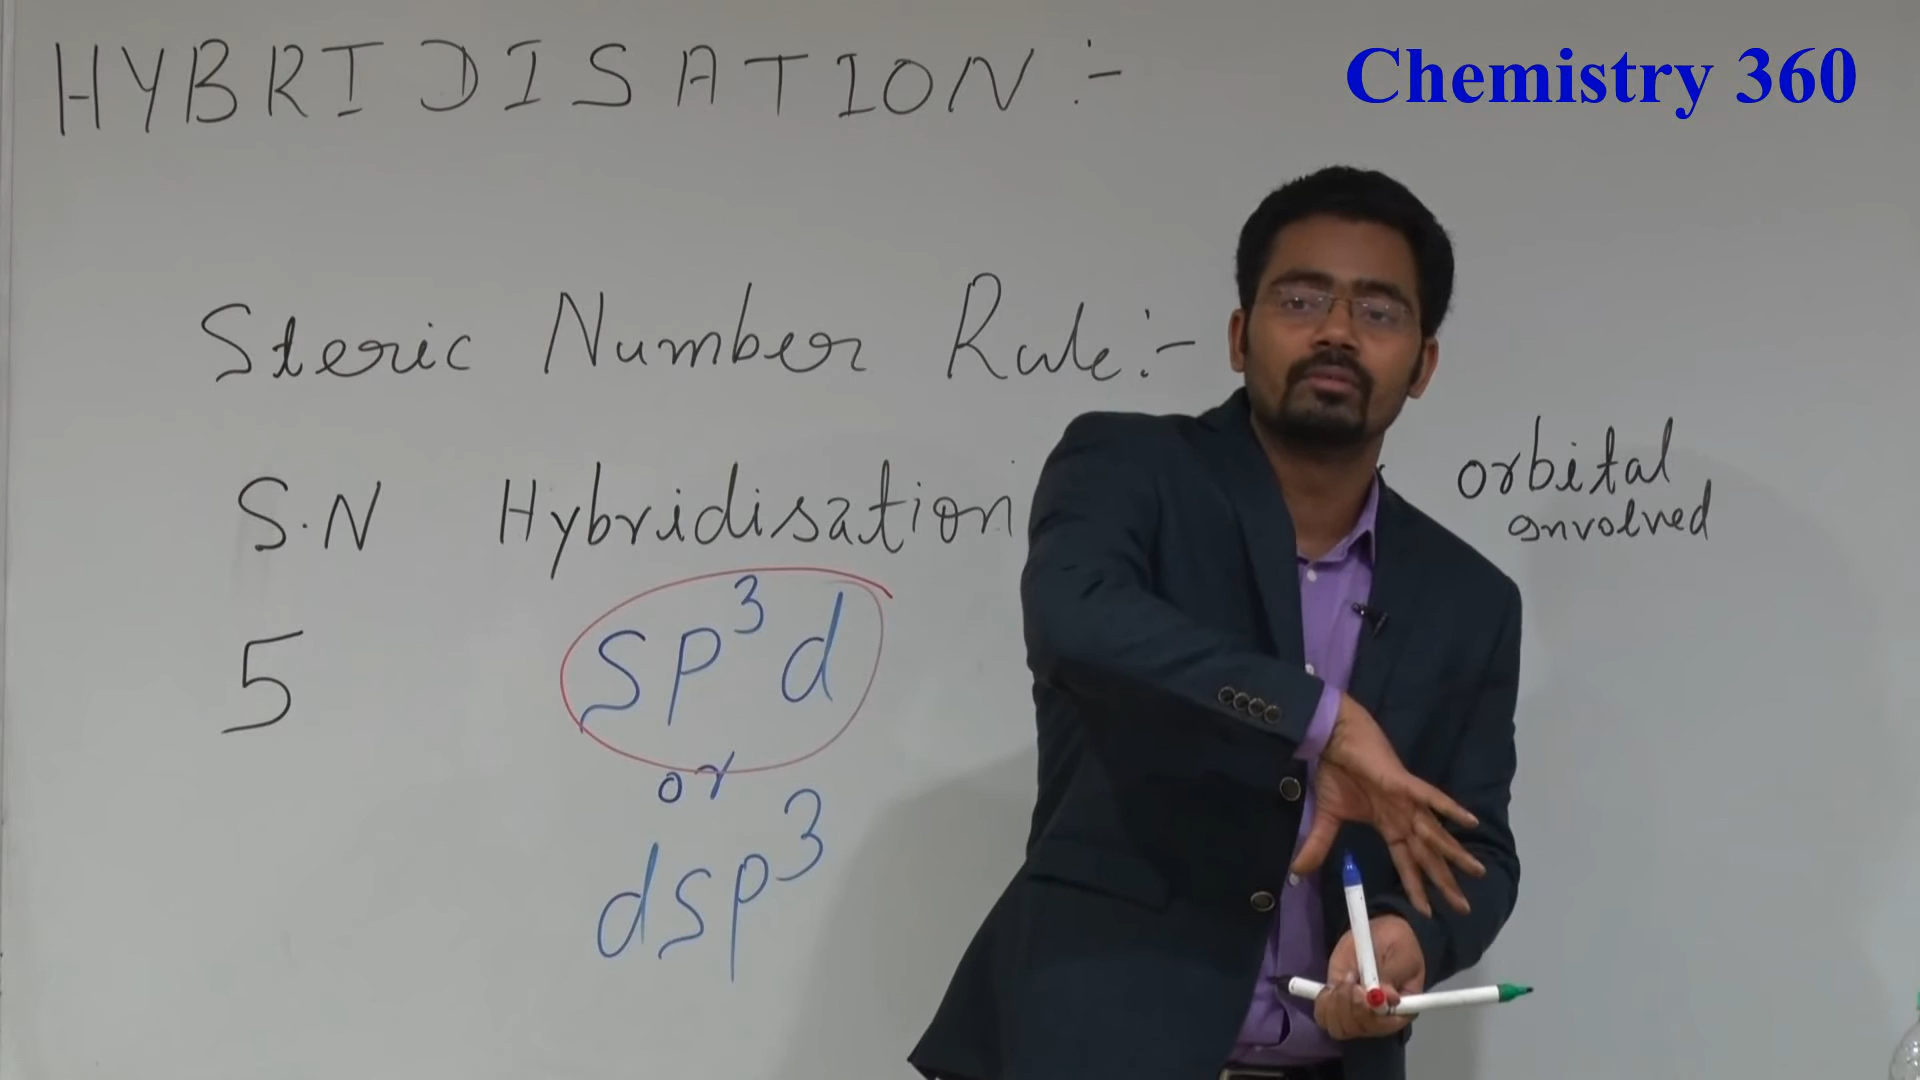 HYBRIDISATION :-
Chemistry 360
Steric Number Rule:-
S.N Hybridisation orbital
involved
5 sp³d
or
dsp³